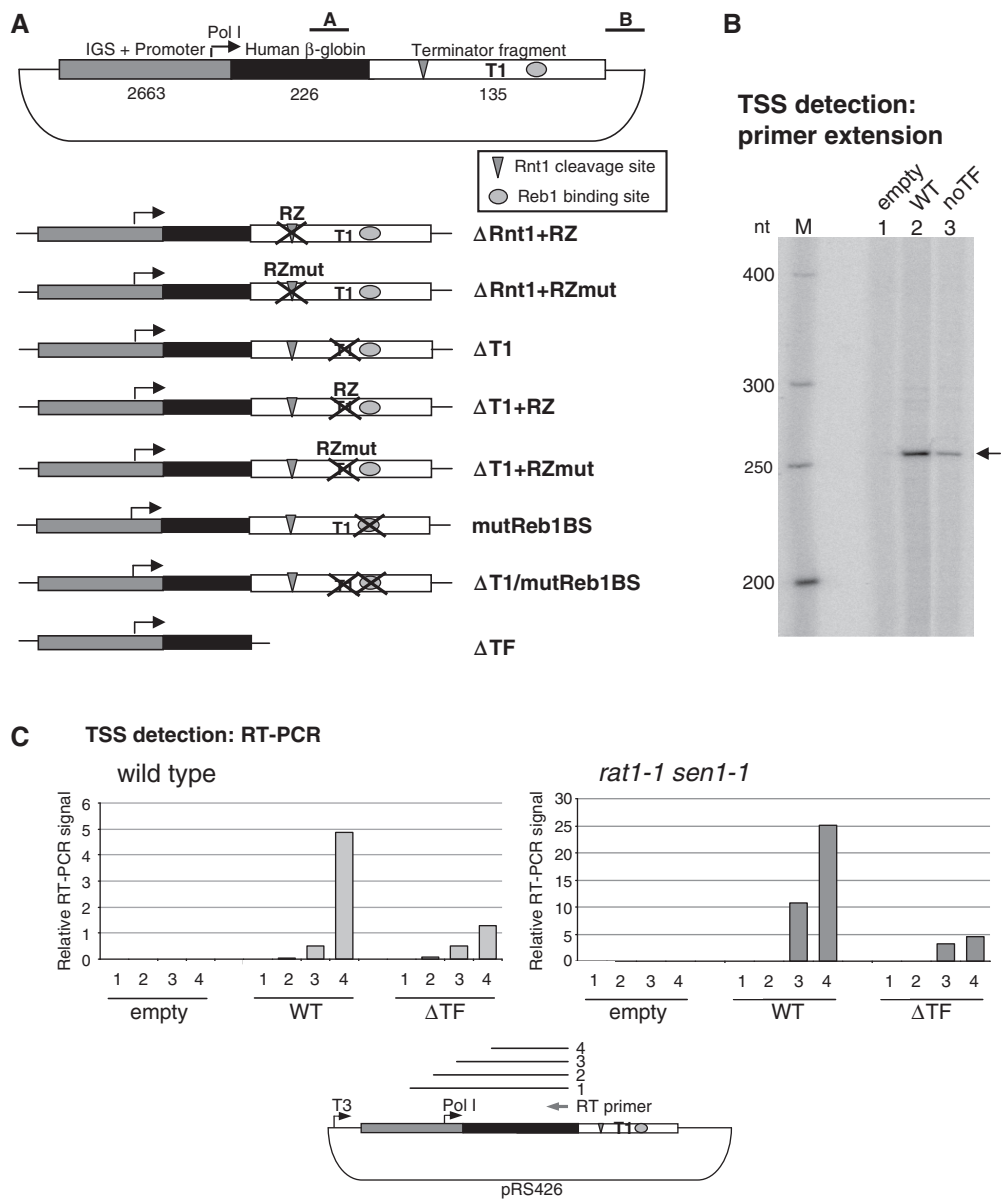 A
Pol I
A
B
IGS + Promoter
Human β-globin
Terminator fragment
T1
2663
226
135
Rnt1 cleavage site
Reb1 binding site
RZ
T1
ΔRnt1+RZ
RZmut
T1
ΔRnt1+RZmut
ΔT1
RZ
ΔT1+RZ
RZmut
ΔT1+RZmut
T1
mutReb1BS
ΔT1/mutReb1BS
ΔTF
B
TSS detection:
primer extension
empty
WT
noTF
nt M 1 2 3
400
300
250
200
C
TSS detection: RT-PCR
wild type
Relative RT-PCR signal
6
5
4
3
2
1
0
1 2 3 4 1 2 3 4 1 2 3 4
empty WT ΔTF
rat1-1 sen1-1
Relative RT-PCR signal
30
25
20
15
10
5
0
1 2 3 4 1 2 3 4 1 2 3 4
empty WT ΔTF
4
3
2
1
T3
Pol I
RT primer
T1
pRS426